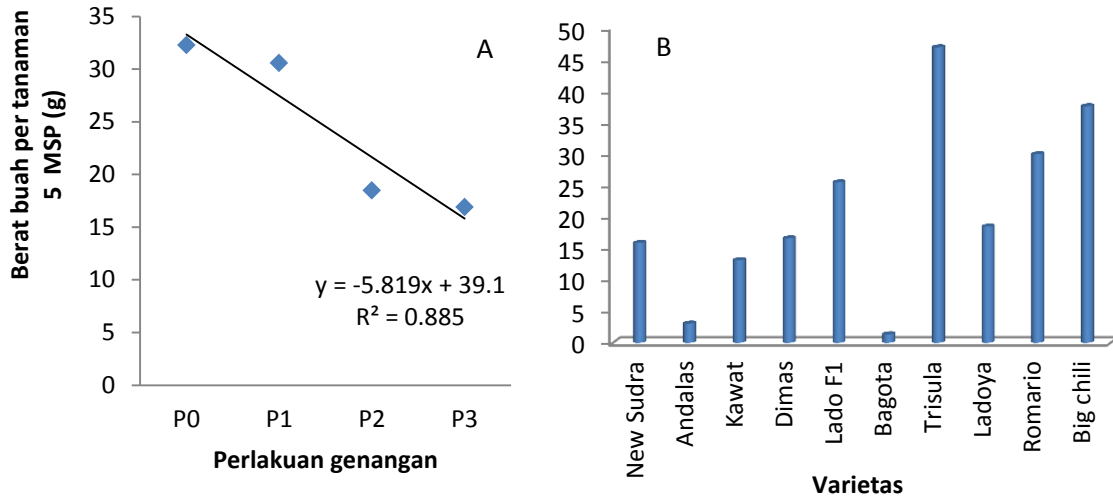 Berat buah per tanaman
5 MSP (g)
35
30
25
20
15
10
5
0
A
y = -5.819x + 39.1
R² = 0.885
P0 P1 P2 P3
Perlakuan genangan
B
50
45
40
35
30
25
20
15
10
5
0
New Sudra
Andalas
Kawat
Dimas
Lado F1
Bagota
Trisula
Ladoya
Romario
Big chili
Varietas